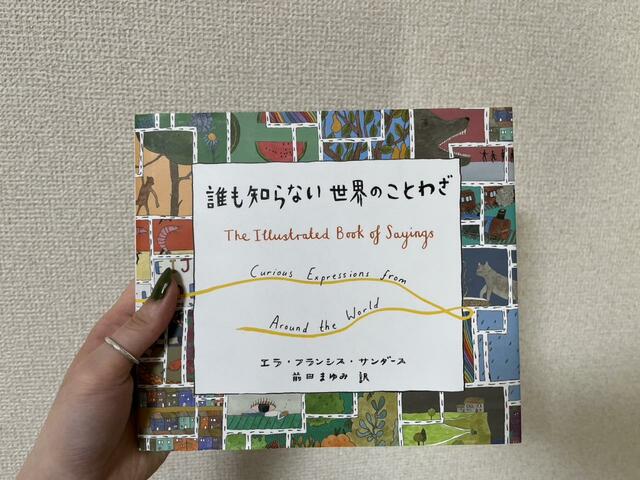 誰も知らない世界のことわざ
The Illustrated Book of Sayings
Curious Expressions from
Around the World
エラ・フランシス・サンダース
前田まゆみ 訳